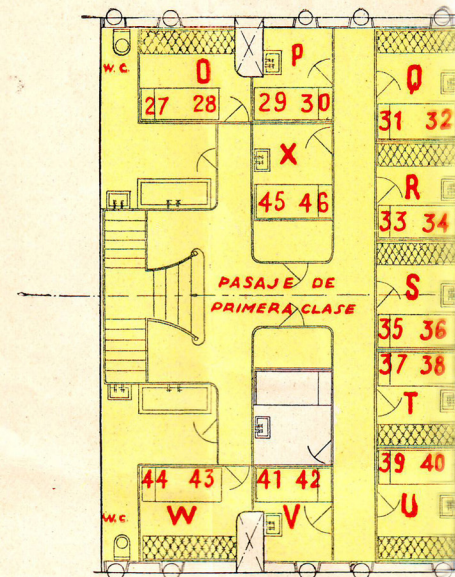 W.C.
O
P
Q
27 28
29 30
31 32
X
R
45 46
33 34
PASAJE DE
PRIMERA CLASE
S
35 36
37 38
T
44 43
41 42
39 40
W
V
U
W.C.